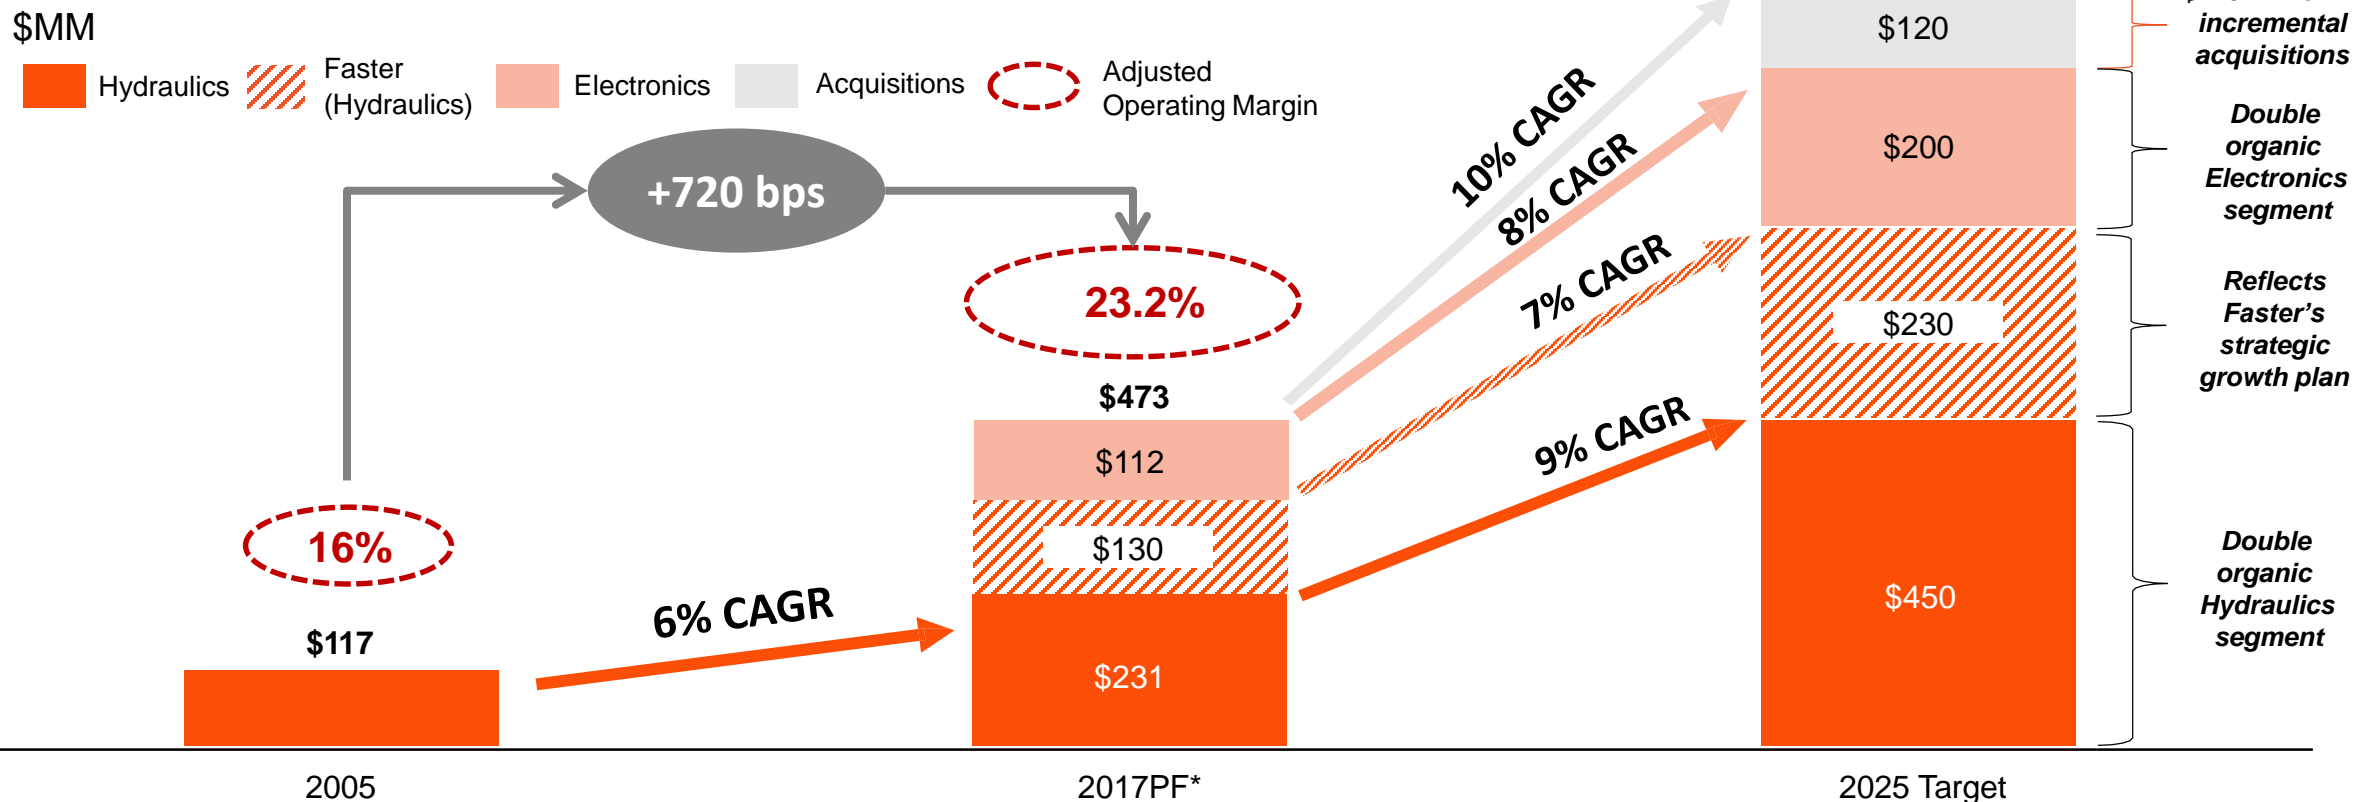 $MM
Hydraulics
Faster
(Hydraulics)
Electronics
Acquisitions
Adjusted
Operating Margin
+720 bps
16%
$117
6% CAGR
23.2%
$473
$112
$130
$231
10% CAGR
8% CAGR
7% CAGR
9% CAGR
$120
$200
$230
$450
incremental
acquisitions
Double
organic
Electronics
segment
Reflects
Faster's
strategic
growth plan
Double
organic
Hydraulics
segment
2005
2017PF*
2025 Target